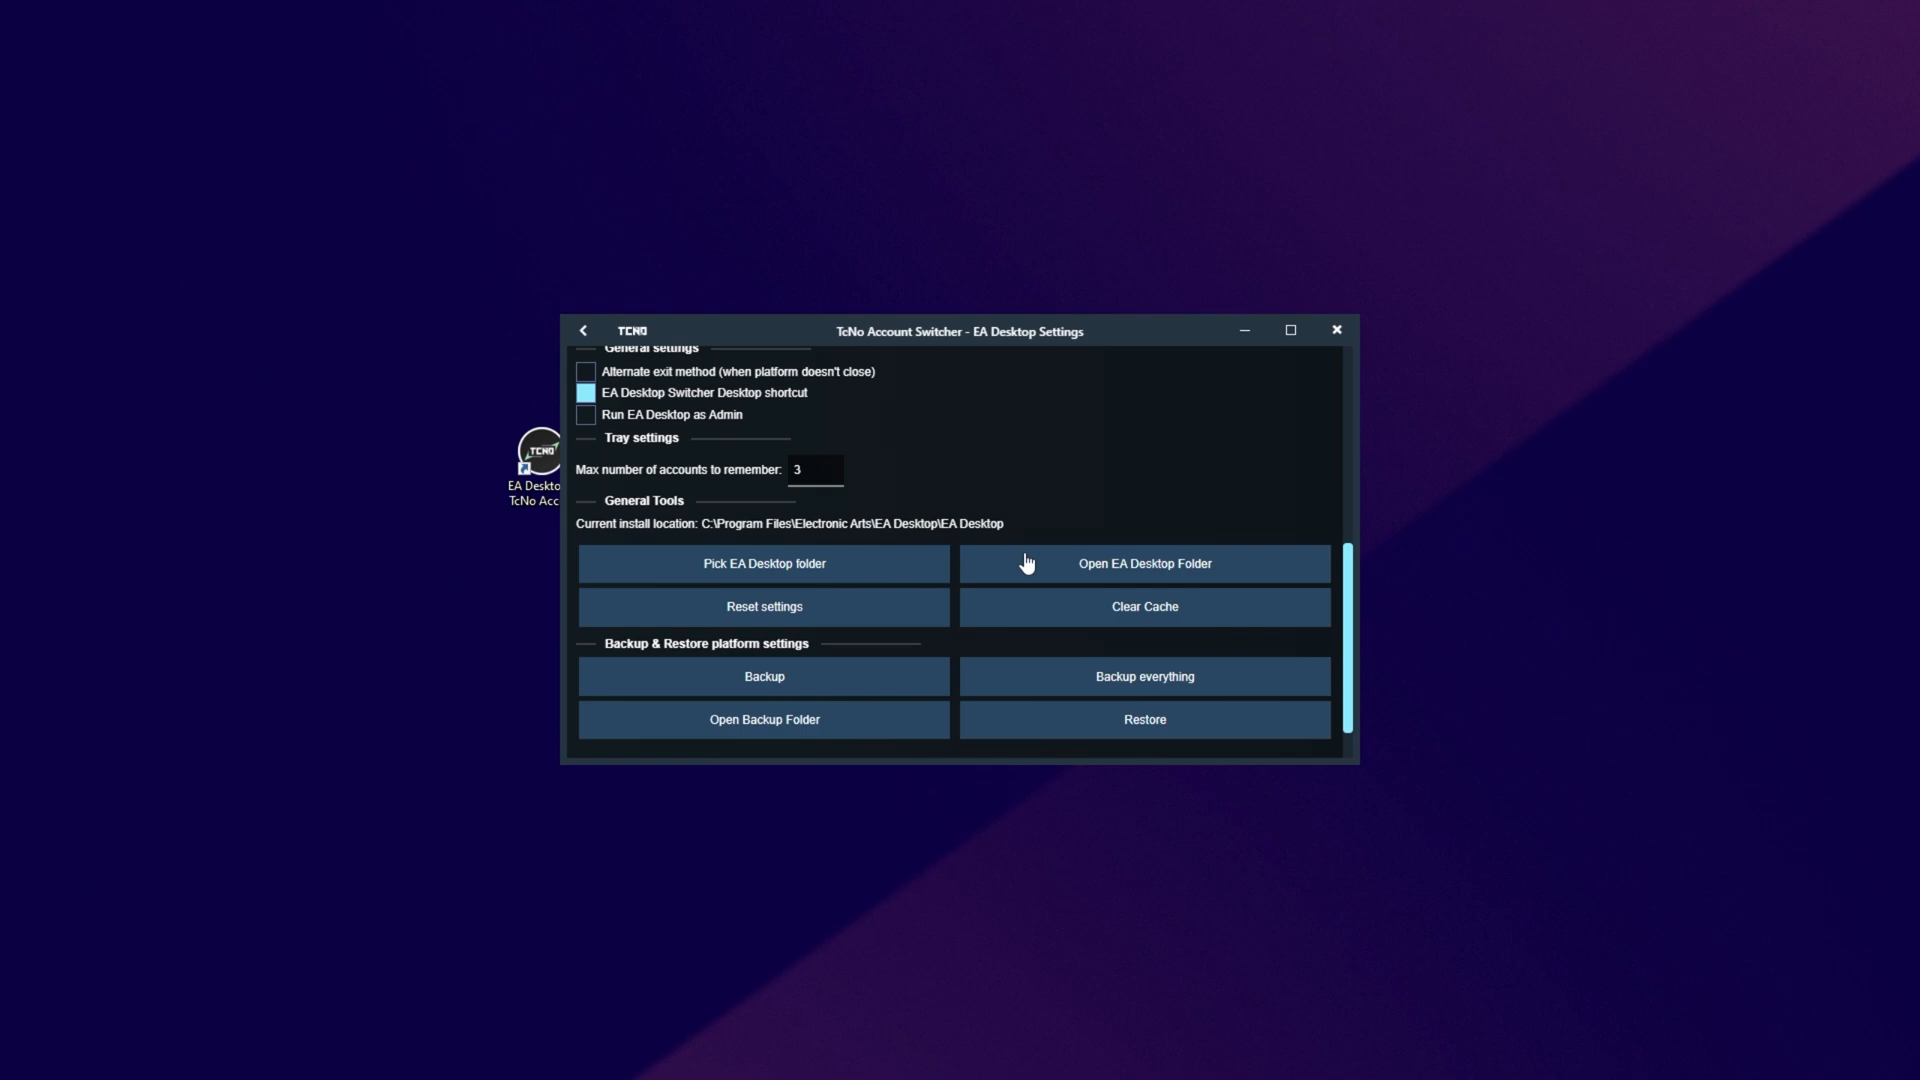 TCNO
TcNo Account Switcher - EA Desktop Settings
General settings
Alternate exit method (when platform doesn't close)
EA Desktop Switcher Desktop shortcut
Run EA Desktop as Admin
Tray settings
Max number of accounts to remember: 3
General Tools
Current install location: C:\Program Files\Electronic Arts\EA Desktop\EA Desktop
Pick EA Desktop folder
Open EA Desktop Folder
Reset settings
Clear Cache
Backup & Restore platform settings
Backup
Backup everything
Open Backup Folder
Restore
TCNO
EA Deskto
TcNo Acc